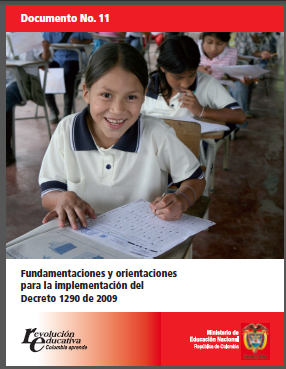 Documento No. 11
Fundamentaciones y orientaciones
para la implementación del
Decreto 1290 de 2009
revolución
educativa
Colombia aprende
Ministerio de
Educación Nacional
República de Colombia